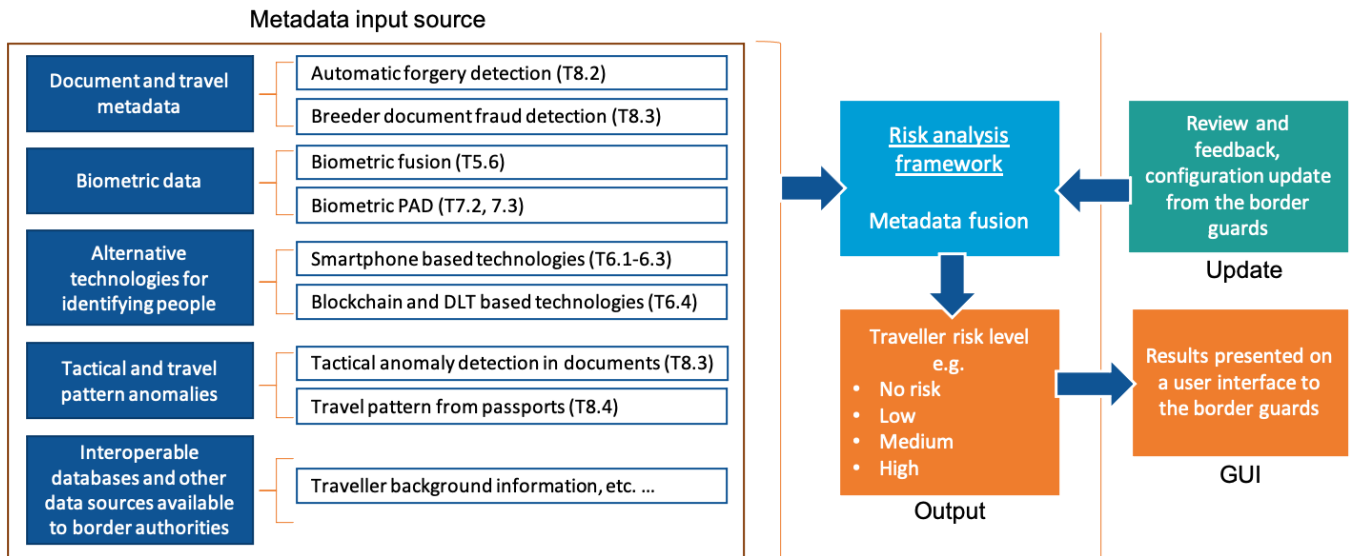 Metadata input source
Document and travel
metadata
Automatic forgery detection (T8.2)
Breeder document fraud detection (T8.3)
Biometric data
Biometric fusion (T5.6)
Biometric PAD (T7.2, 7.3)
Alternative
technologies for
identifying people
Smartphone based technologies (T6.1-6.3)
Blockchain and DLT based technologies (T6.4)
Tactical and travel
pattern anomalies
Tactical anomaly detection in documents (T8.3)
Travel pattern from passports (T8.4)
Interoperable
databases and other
data sources available
to border authorities
Traveller background information, etc. ...
Risk analysis
framework
Metadata fusion
Review and
feedback,
configuration update
from the border
guards
Update
Traveller risk level
e.g.
• No risk
• Low
• Medium
• High
Output
Results presented on
a user interface to
the border guards
GUI